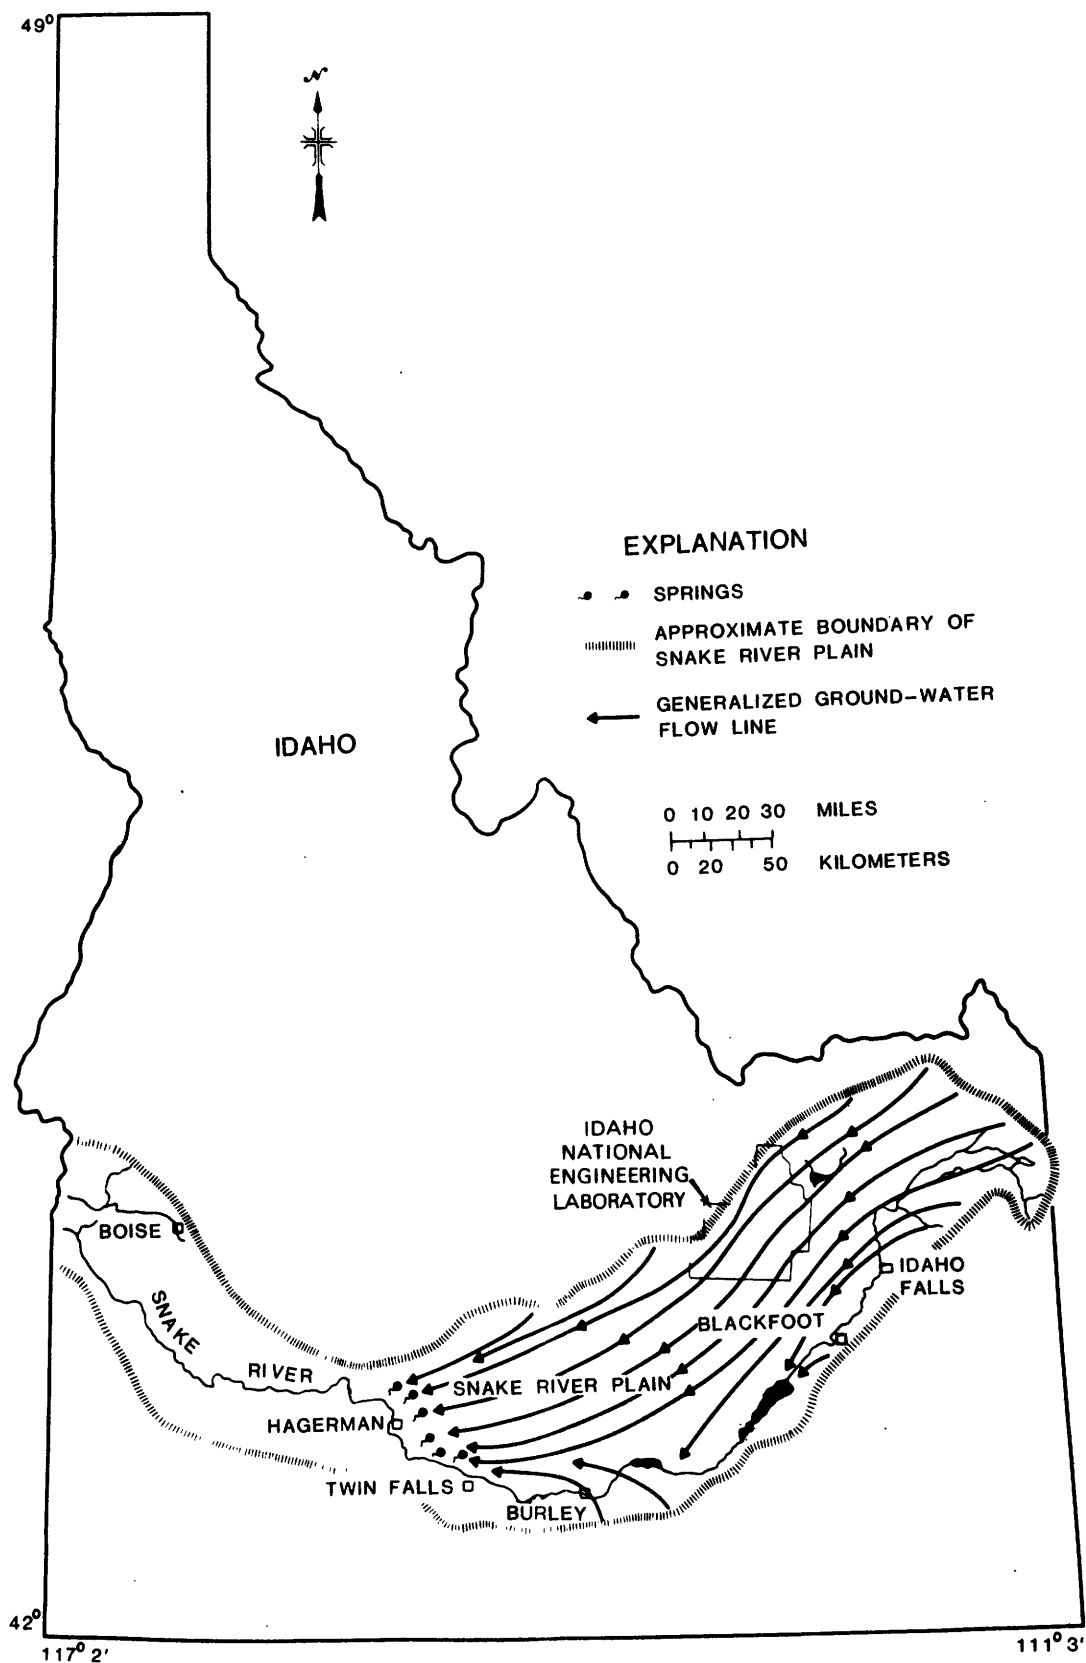 49°
N
EXPLANATION
SPRINGS
APPROXIMATE BOUNDARY OF
SNAKE RIVER PLAIN
GENERALIZED GROUND-WATER
FLOW LINE
IDAHO
0 10 20 30 MILES
0 20 50 KILOMETERS
IDAHO
NATIONAL
ENGINEERING
LABORATORY
BOISE
IDAHO
FALLS
SNAKE
RIVER
BLACKFOOT
SNAKE RIVER PLAIN
HAGERMAN
TWIN FALLS
BURLEY
42°
117° 2'
111° 3'